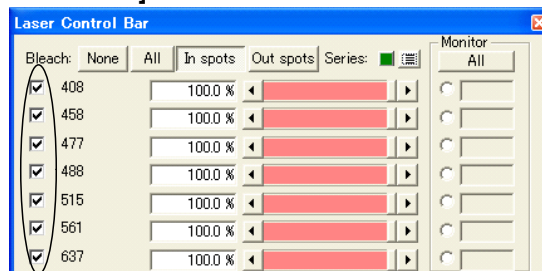 Laser Control Bar
Bleach: None All In spots Out spots Series: Monitor All
408 100.0 %
458 100.0 %
477 100.0 %
488 100.0 %
515 100.0 %
561 100.0 %
637 100.0 %